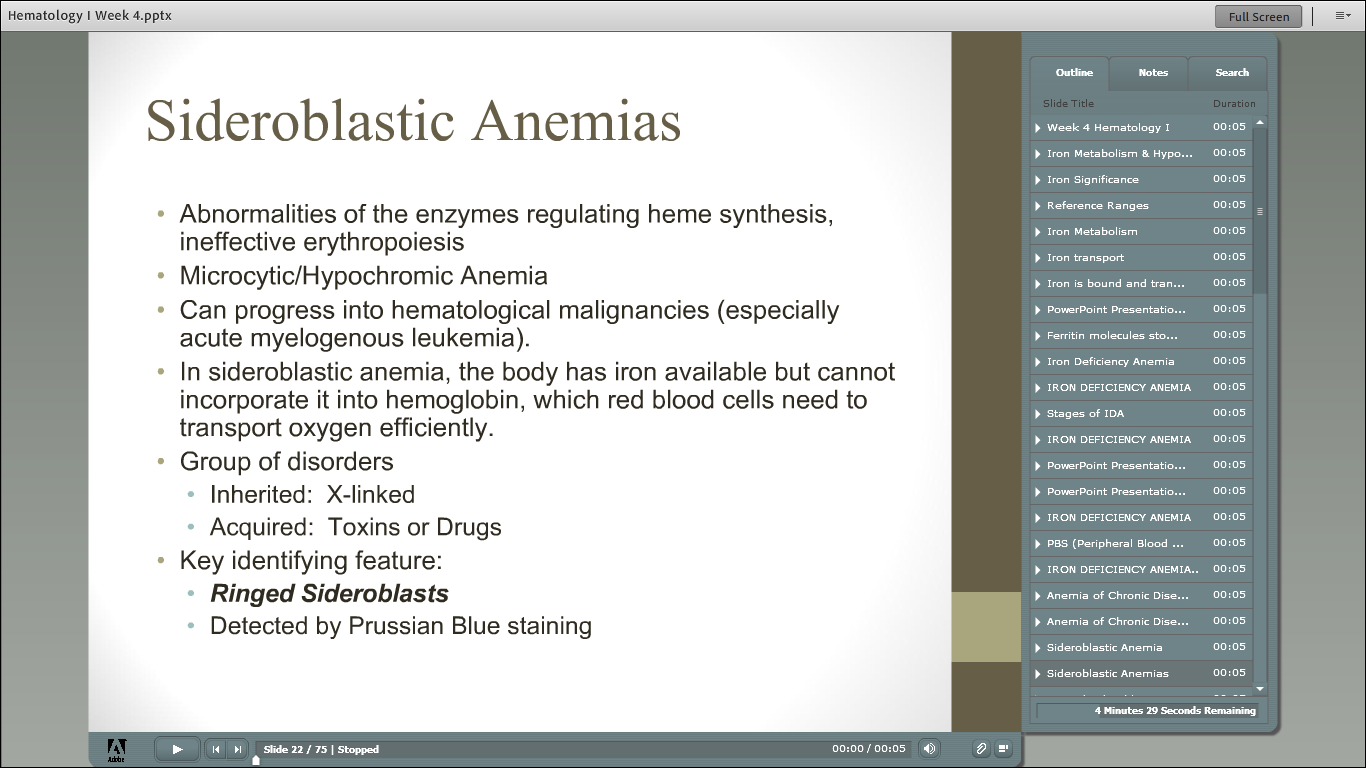 Hematology I Week 4.pptx
Full Screen
Sideroblastic Anemias
• Abnormalities of the enzymes regulating heme synthesis,
ineffective erythropoiesis
• Microcytic/Hypochromic Anemia
• Can progress into hematological malignancies (especially
acute myelogenous leukemia).
• In sideroblastic anemia, the body has iron available but cannot
incorporate it into hemoglobin, which red blood cells need to
transport oxygen efficiently.
• Group of disorders
• Inherited: X-linked
• Acquired: Toxins or Drugs
• Key identifying feature:
• Ringed Sideroblasts
• Detected by Prussian Blue staining
Outline Notes Search
Slide Title Duration
Week 4 Hematology I 00:05
Iron Metabolism & Hypo... 00:05
Iron Significance 00:05
Reference Ranges 00:05
Iron Metabolism 00:05
Iron transport 00:05
Iron is bound and tran... 00:05
PowerPoint Presentatio... 00:05
Ferritin molecules sto... 00:05
Iron Deficiency Anemia 00:05
IRON DEFICIENCY ANEMIA 00:05
Stages of IDA 00:05
IRON DEFICIENCY ANEMIA 00:05
PowerPoint Presentatio... 00:05
PowerPoint Presentatio... 00:05
IRON DEFICIENCY ANEMIA 00:05
PBS (Peripheral Blood ... 00:05
IRON DEFICIENCY ANEMIA.. 00:05
Anemia of Chronic Dise... 00:05
Anemia of Chronic Dise... 00:05
Sideroblastic Anemia 00:05
Sideroblastic Anemias 00:05
4 Minutes 29 Seconds Remaining
Adobe
Slide 22 / 75 | Stopped
00:00 / 00:05